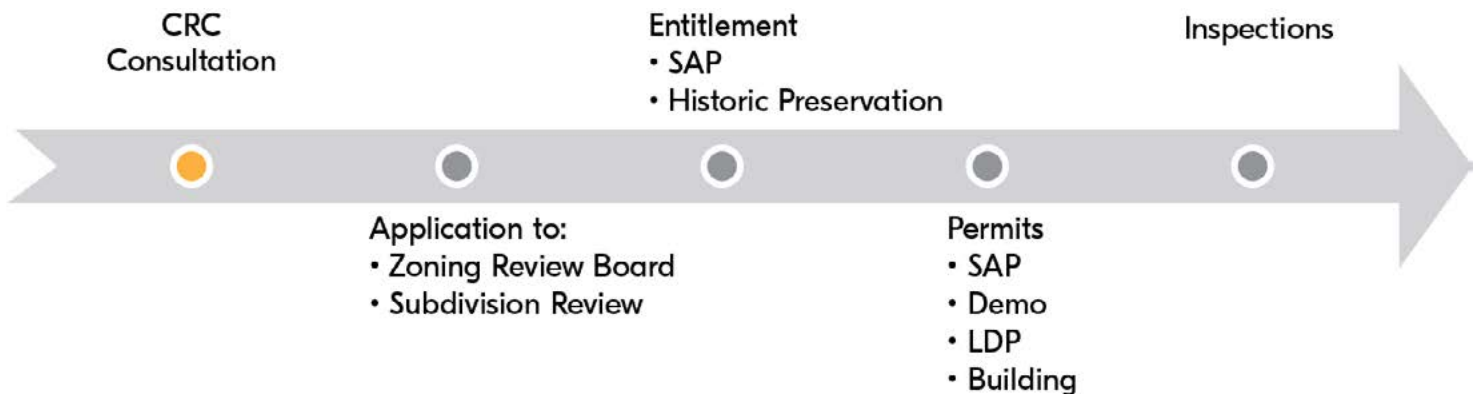 CRC
Consultation
Entitlement
• SAP
• Historic Preservation
Inspections
Application to:
• Zoning Review Board
• Subdivision Review
Permits
• SAP
• Demo
• LDP
• Building